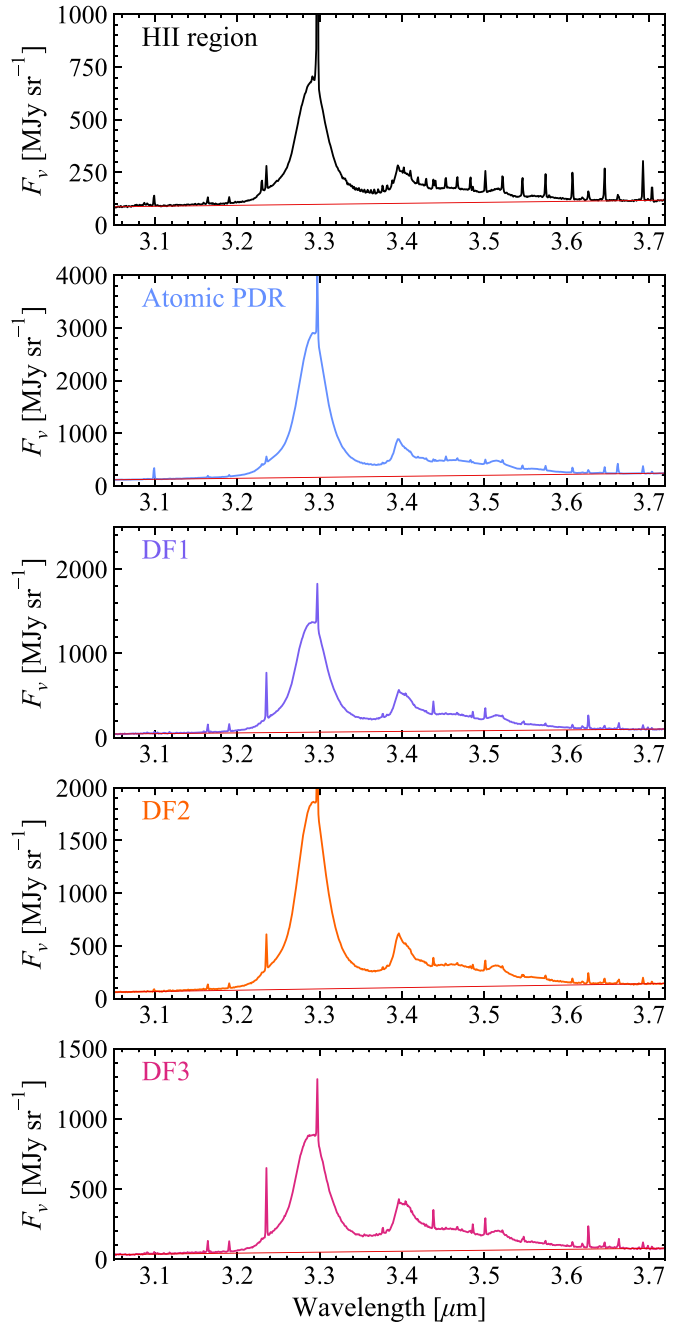 HII region
1000
750
500
250
0
F_ν [MJy sr⁻¹]
3.1 3.2 3.3 3.4 3.5 3.6 3.7
Atomic PDR
4000
3000
2000
1000
0
F_ν [MJy sr⁻¹]
3.1 3.2 3.3 3.4 3.5 3.6 3.7
DF1
2000
1000
0
F_ν [MJy sr⁻¹]
3.1 3.2 3.3 3.4 3.5 3.6 3.7
DF2
2000
1500
1000
500
0
F_ν [MJy sr⁻¹]
3.1 3.2 3.3 3.4 3.5 3.6 3.7
DF3
1500
1000
500
0
F_ν [MJy sr⁻¹]
3.1 3.2 3.3 3.4 3.5 3.6 3.7
Wavelength [μm]